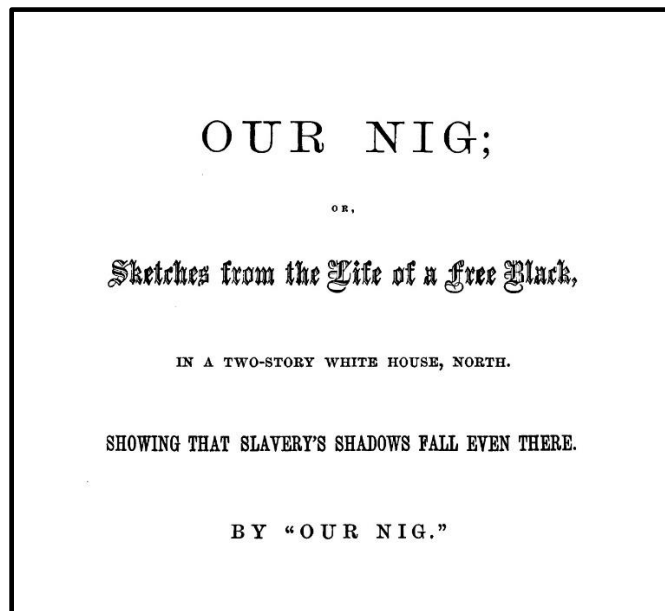 OUR NIG;
OR,
Sketches from the Life of a Free Black,
IN A TWO-STORY WHITE HOUSE, NORTH.
SHOWING THAT SLAVERY'S SHADOWS FALL EVEN THERE.
BY “OUR NIG.”